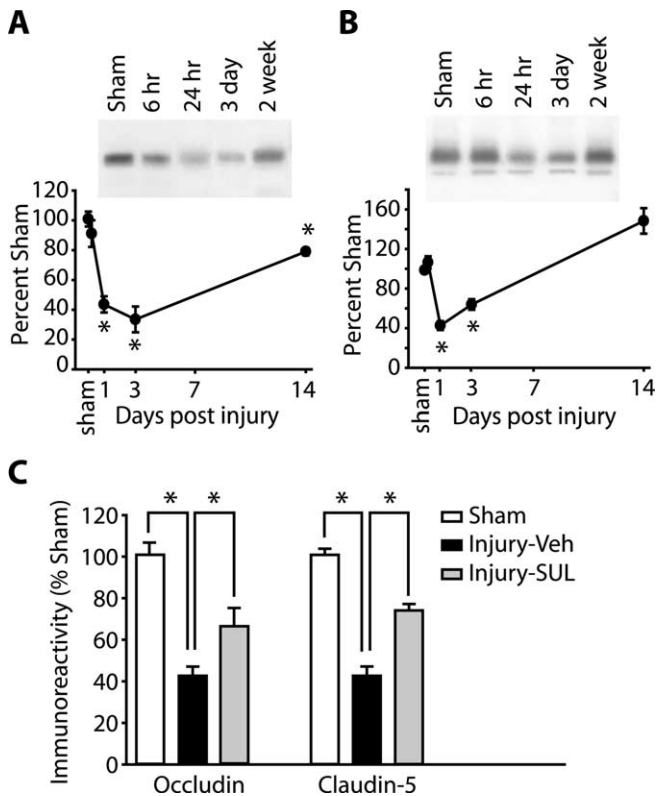 A
Sham
6 hr
24 hr
3 day
2 week
120
100
80
60
40
20
0
Percent Sham
*
*
*
sham
1
3
7
14
Days post injury
B
Sham
6 hr
24 hr
3 day
2 week
160
120
80
40
0
Percent Sham
*
*
sham
1
3
7
14
Days post injury
C
120
100
80
60
40
20
0
Immunoreactivity (% Sham)
*
*
*
*
Sham
Injury-Veh
Injury-SUL
Occludin
Claudin-5